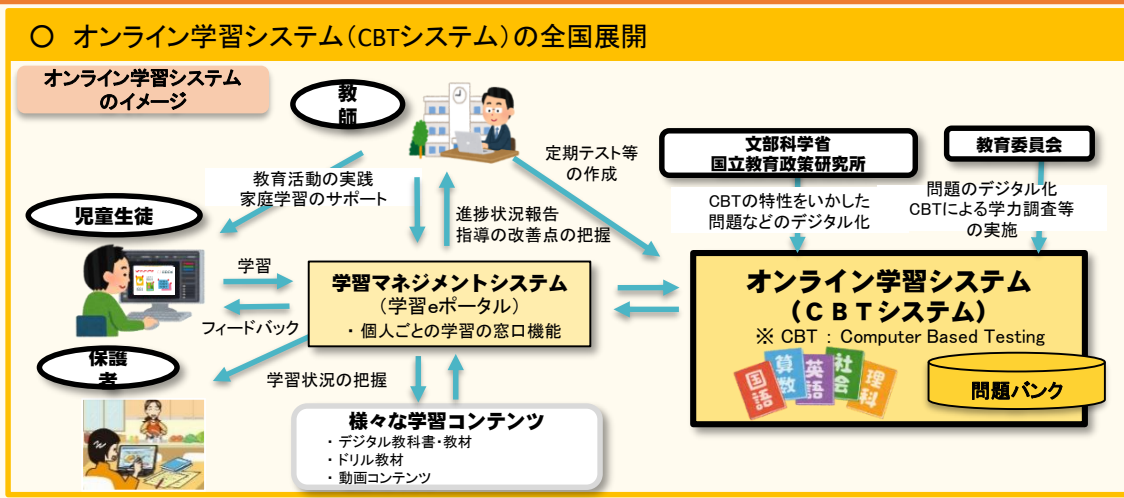 〇 オンライン学習システム(CBTシステム)の全国展開
オンライン学習システム
のイメージ
教
師
教育活動の実践
家庭学習のサポート
進捗状況報告
指導の改善点の把握
定期テスト等
の作成
文部科学省
国立教育政策研究所
教育委員会
CBTの特性をいかした
問題などのデジタル化
問題のデジタル化
CBTによる学力調査等
の実施
児童生徒
学習
フィードバック
学習マネジメントシステム
(学習eポータル)
・個人ごとの学習の窓口機能
オンライン学習システム
(CBTシステム)
※ CBT : Computer Based Testing
国語
算数
英語
社会
理科
問題バンク
保護
者
学習状況の把握
様々な学習コンテンツ
・デジタル教科書・教材
・ドリル教材
・動画コンテンツ